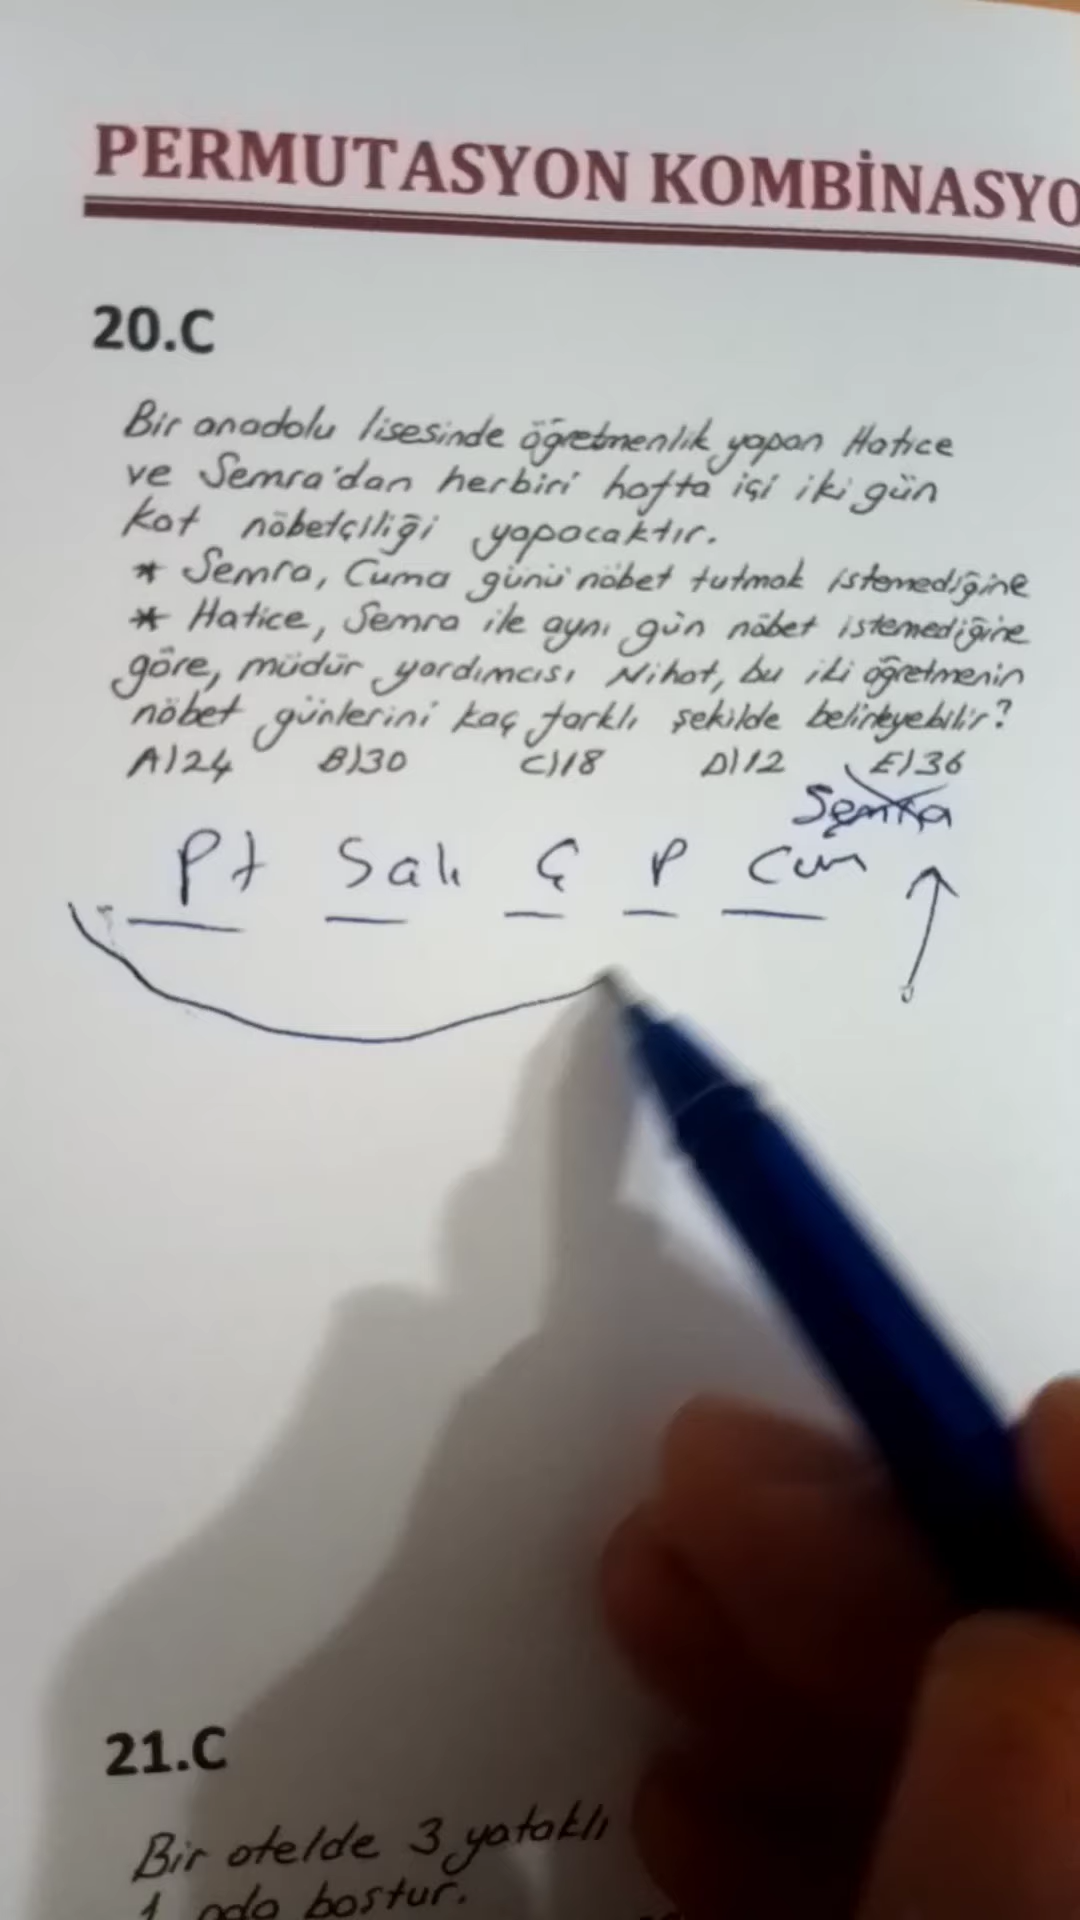 PERMUTASYON KOMBİNASYO
20.C
Bir anadolu lisesinde öğretmenlik yapan Hatice
ve Semra'dan herbiri hafta içi iki gün
kat nöbetçiliği yapacaktır.
* Semra, Cuma günü nöbet tutmak istemediğine
* Hatice, Semra ile aynı gün nöbet istemediğine
göre, müdür yardımcısı Nihat, bu iki öğretmenin
nöbet günlerini kaç farklı şekilde belirleyebilir?
A)24 B)30 C)18 D)12 E)36
Semra
Pt Salı Ç P Cum
21.C
Bir otelde 3 yataklı
1 oda boştur.